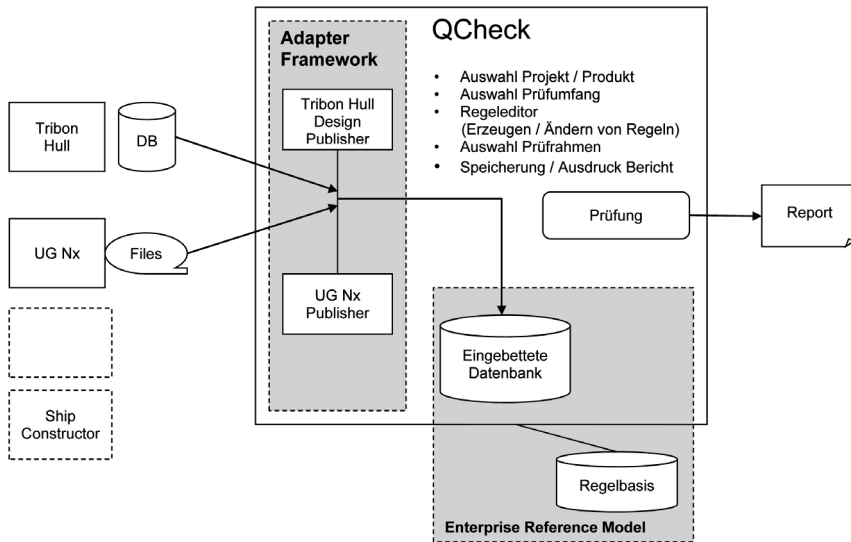 QCheck
Adapter
Framework
• Auswahl Projekt / Produkt
• Auswahl Prüfumfang
• Regeleditor
(Erzeugen / Ändern von Regeln)
• Auswahl Prüfrahmen
• Speicherung / Ausdruck Bericht
Tribon Hull
Design
Publisher
Tribon
Hull
DB
Prüfung
Report
UG Nx
Files
UG Nx
Publisher
Eingebettete
Datenbank
Ship
Constructor
Regelbasis
Enterprise Reference Model